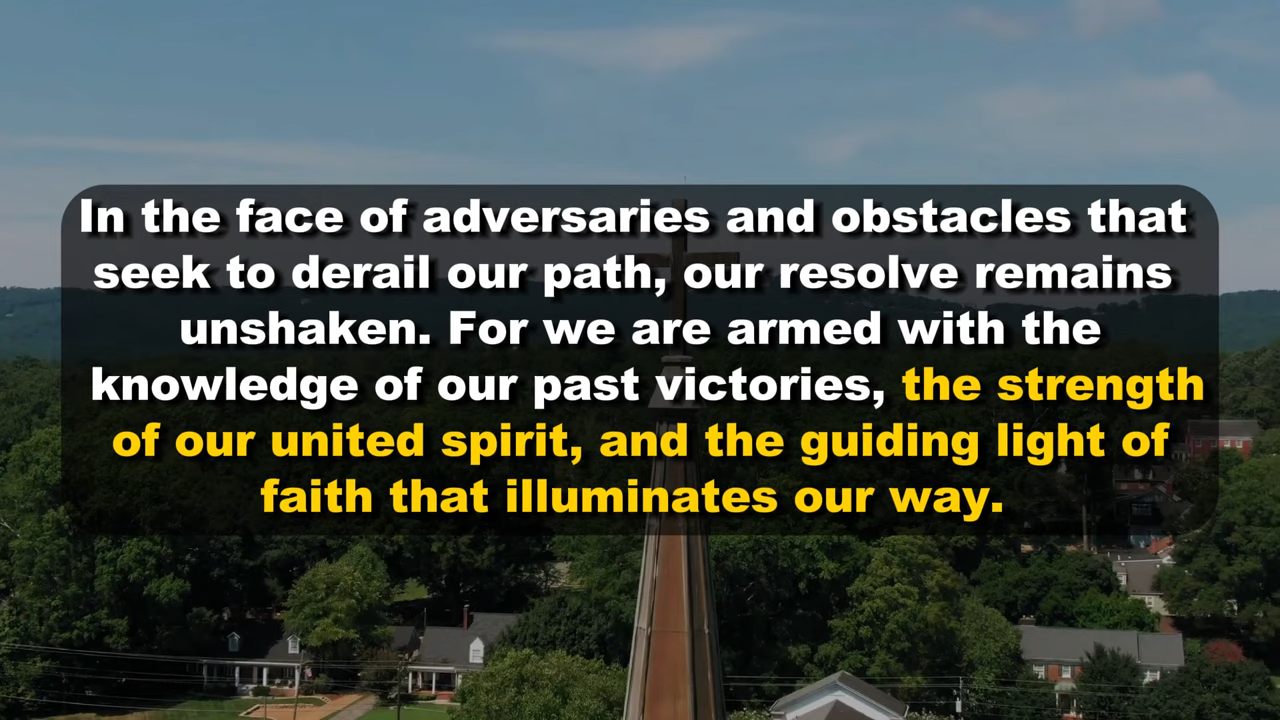 In the face of adversaries and obstacles that
seek to derail our path, our resolve remains
unshaken. For we are armed with the
knowledge of our past victories, the strength
of our united spirit, and the guiding light of
faith that illuminates our way.